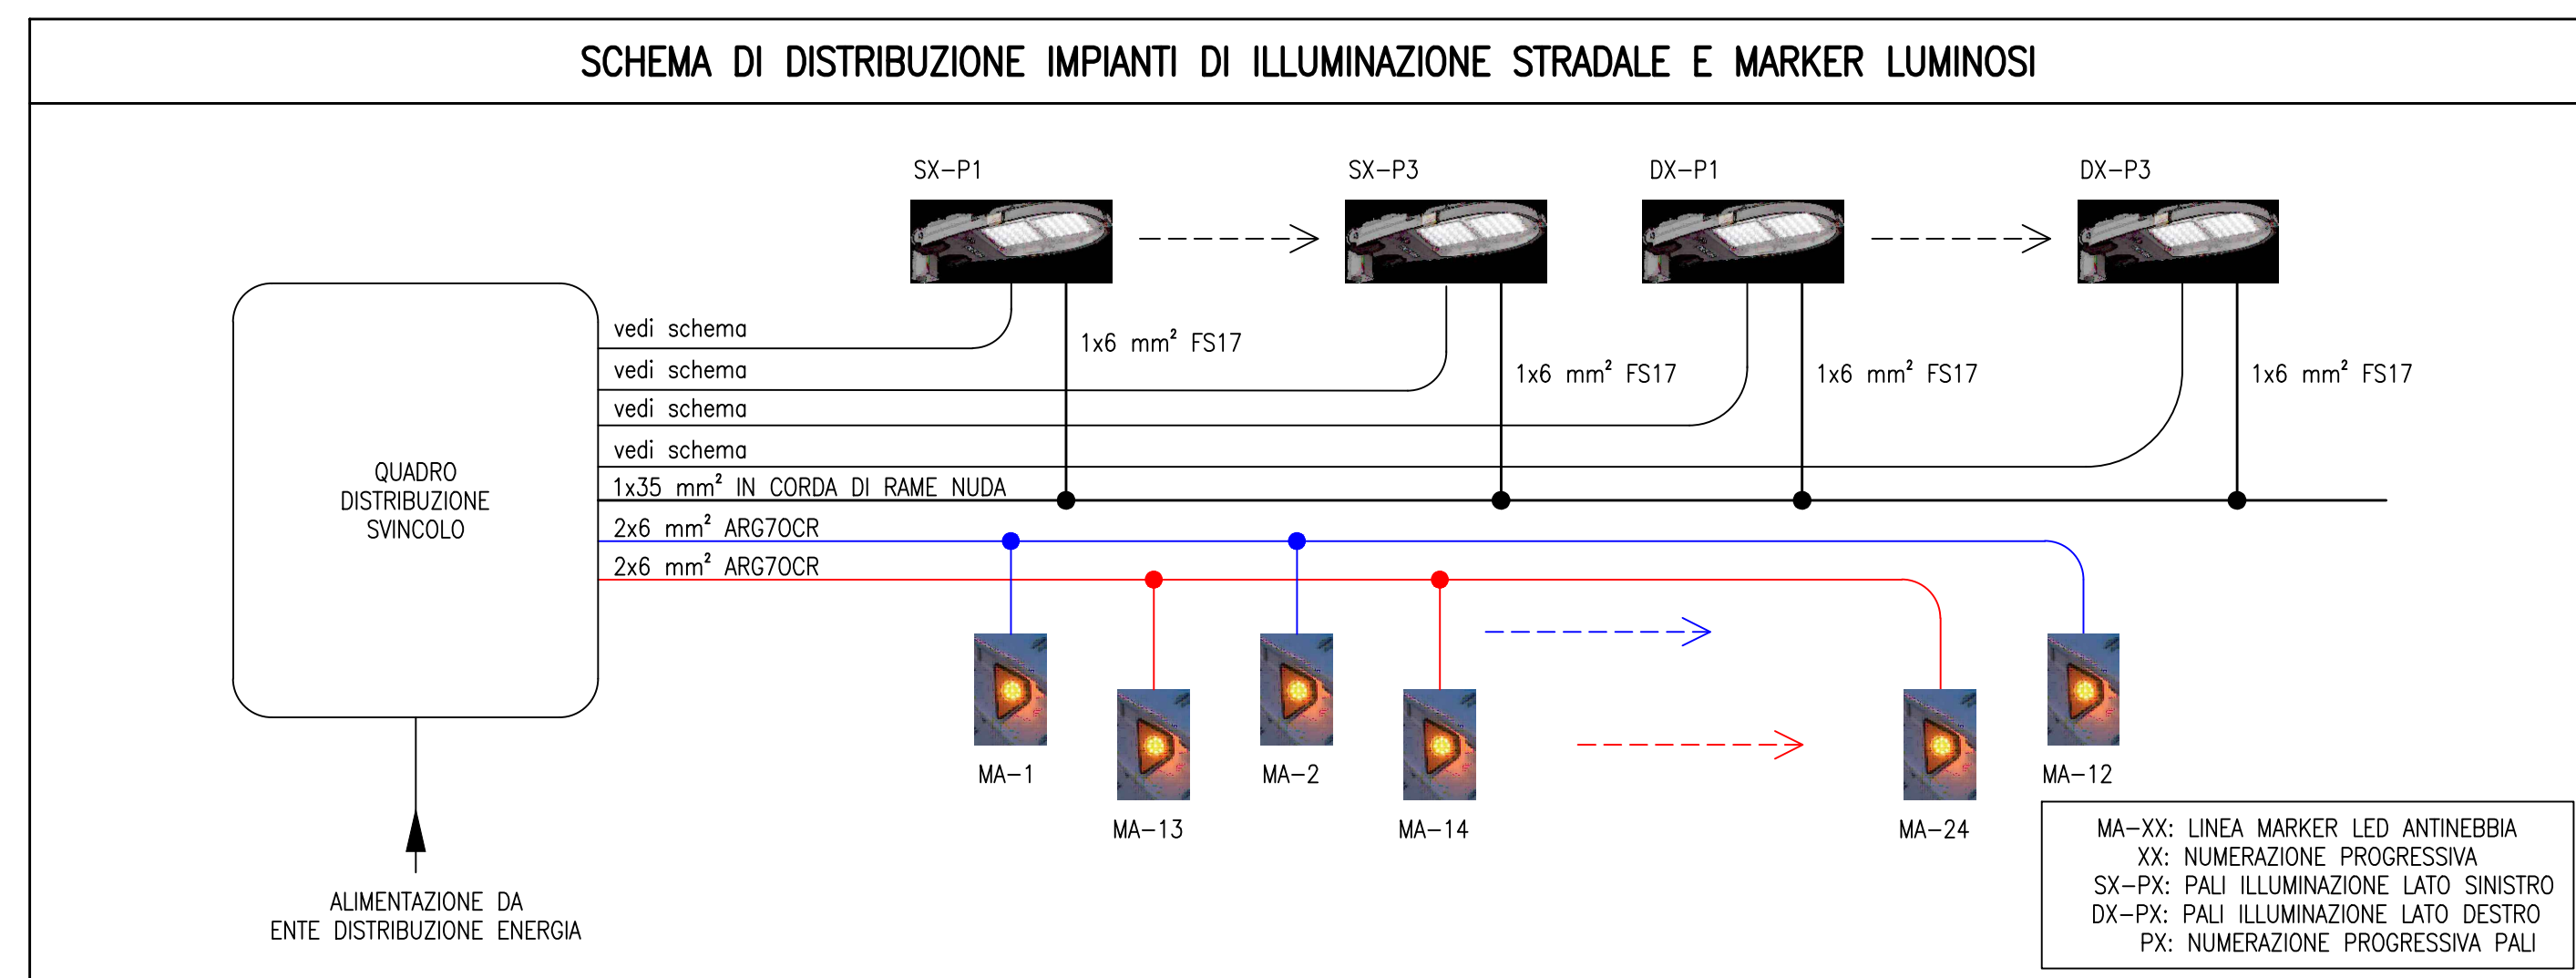 SCHEMA DI DISTRIBUZIONE IMPIANTI DI ILLUMINAZIONE STRADALE E MARKER LUMINOSI
SX-P1
SX-P3
DX-P1
DX-P3
vedi schema
1x6 mm² FS17
vedi schema
1x6 mm² FS17
1x6 mm² FS17
1x6 mm² FS17
vedi schema
vedi schema
QUADRO
DISTRIBUZIONE
SVINCOLO
1x35 mm² IN CORDA DI RAME NUDA
2x6 mm² ARG7OCR
2x6 mm² ARG7OCR
MA-1
MA-2
MA-12
MA-13
MA-14
MA-24
ALIMENTAZIONE DA
ENTE DISTRIBUZIONE ENERGIA
MA-XX: LINEA MARKER LED ANTINEBBIA
XX: NUMERAZIONE PROGRESSIVA
SX-PX: PALI ILLUMINAZIONE LATO SINISTRO
DX-PX: PALI ILLUMINAZIONE LATO DESTRO
PX: NUMERAZIONE PROGRESSIVA PALI